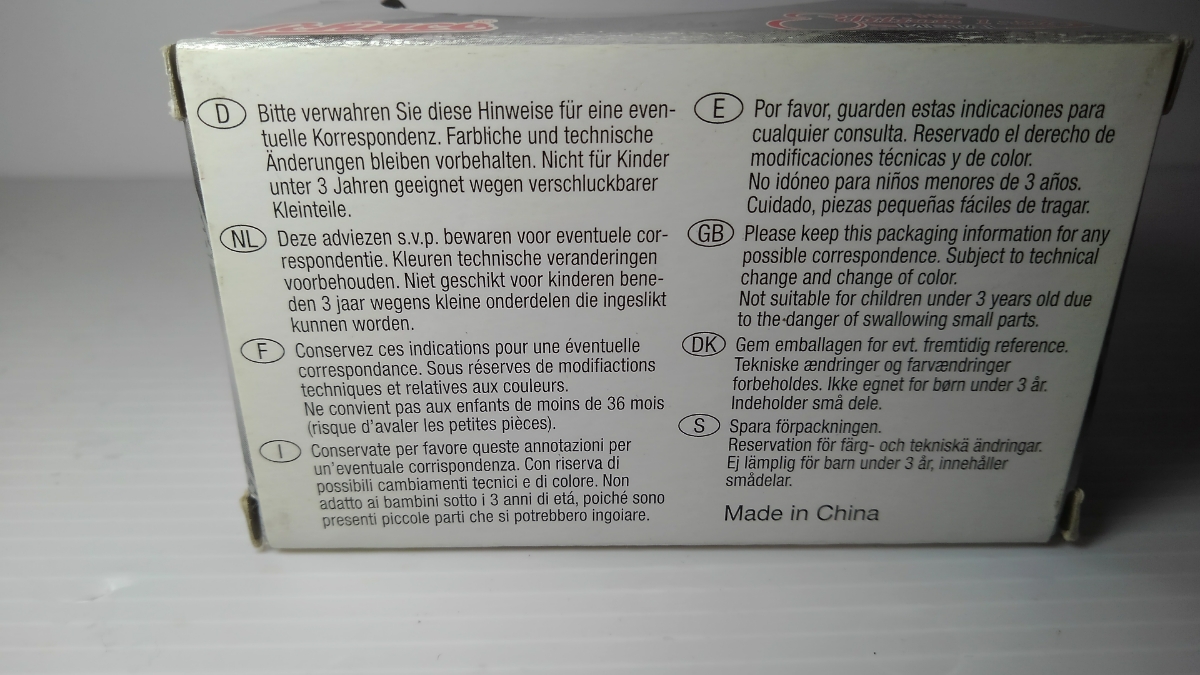 D Bitte verwahren Sie diese Hinweise für eine even-
tuelle Korrespondenz. Farbliche und technische
Änderungen bleiben vorbehalten. Nicht für Kinder
unter 3 Jahren geeignet wegen verschluckbarer
Kleinteile.
NL Deze adviezen s.v.p. bewaren voor eventuele cor-
respondentie. Kleuren technische veranderingen
voorbehouden. Niet geschikt voor kinderen bene-
den 3 jaar wegens kleine onderdelen die ingeslikt
kunnen worden.
F Conservez ces indications pour une éventuelle
correspondance. Sous réserves de modifiactions
techniques et relatives aux couleurs.
Ne convient pas aux enfants de moins de 36 mois
(risque d'avaler les petites pièces).
I Conservate per favore queste annotazioni per
un'eventuale corrispondenza. Con riserva di
possibili cambiamenti tecnici e di colore. Non
adatto ai bambini sotto i 3 anni di etá, poiché sono
presenti piccole parti che si potrebbero ingoiare.
E Por favor, guarden estas indicaciones para
cualquier consulta. Reservado el derecho de
modificaciones técnicas y de color.
No idóneo para niños menores de 3 años.
Cuidado, piezas pequeñas fáciles de tragar.
GB Please keep this packaging information for any
possible correspondence. Subject to technical
change and change of color.
Not suitable for children under 3 years old due
to the danger of swallowing small parts.
DK Gem emballagen for evt. fremtidig reference.
Tekniske ændringer og farvændringer
forbeholdes. Ikke egnet for børn under 3 år.
Indeholder små dele.
S Spara förpackningen.
Reservation för färg- och tekniskä ändringar.
Ej lämplig för barn under 3 år, innehåller
smådelar.
Made in China